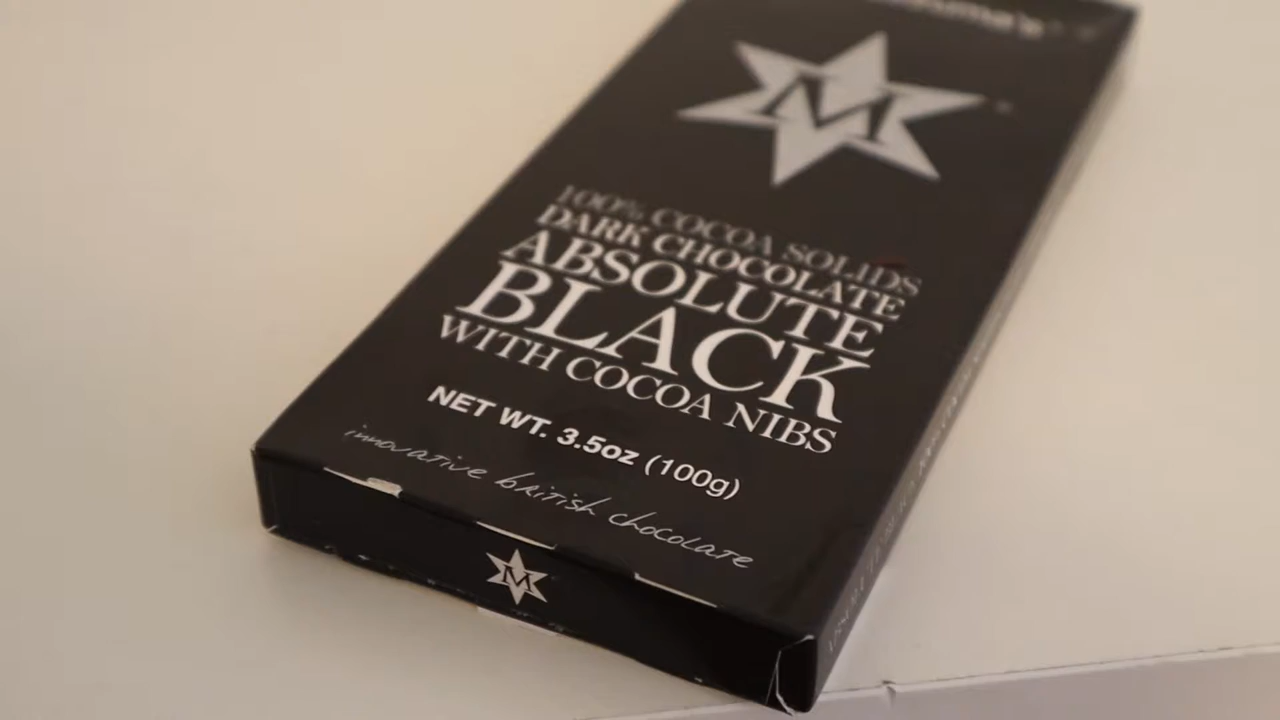 M
100% COCOA SOLIDS
DARK CHOCOLATE
ABSOLUTE
BLACK
WITH COCOA NIBS
NET WT. 3.5oz (100g)
innovative british chocolate
M